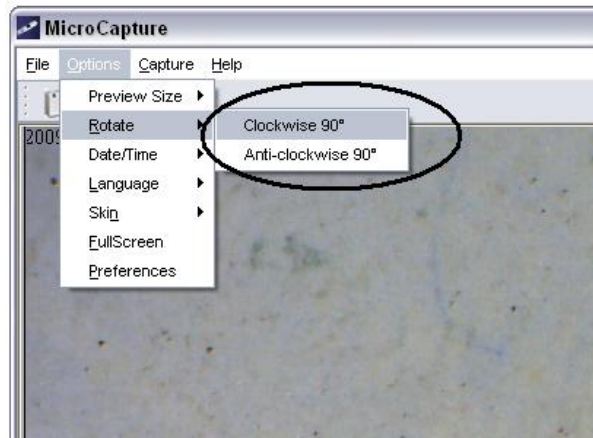 MicroCapture
File Options Capture Help
Preview Size
Rotate
Clockwise 90°
Date/Time
Anti-clockwise 90°
Language
Skin
FullScreen
Preferences